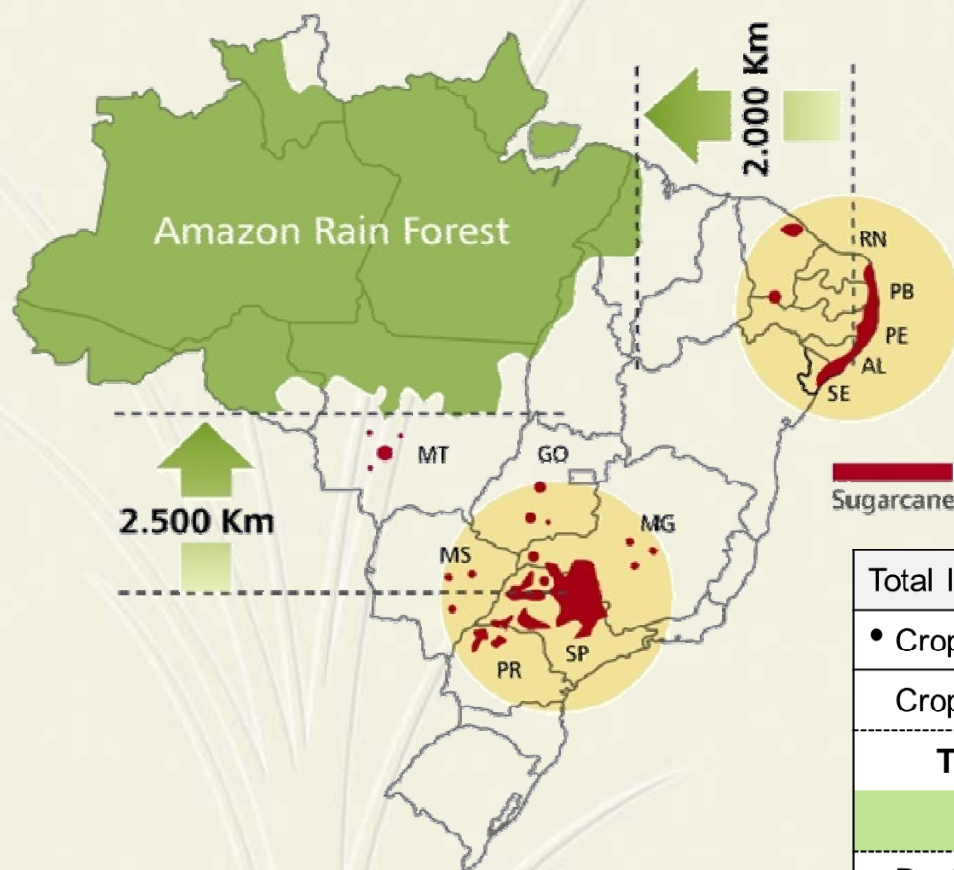 2.000 Km
Amazon Rain Forest
RN
PB
PE
AL
SE
MT
GO
Sugarcane
2.500 Km
MG
MS
SP
PR
Total
• Crop
Crop